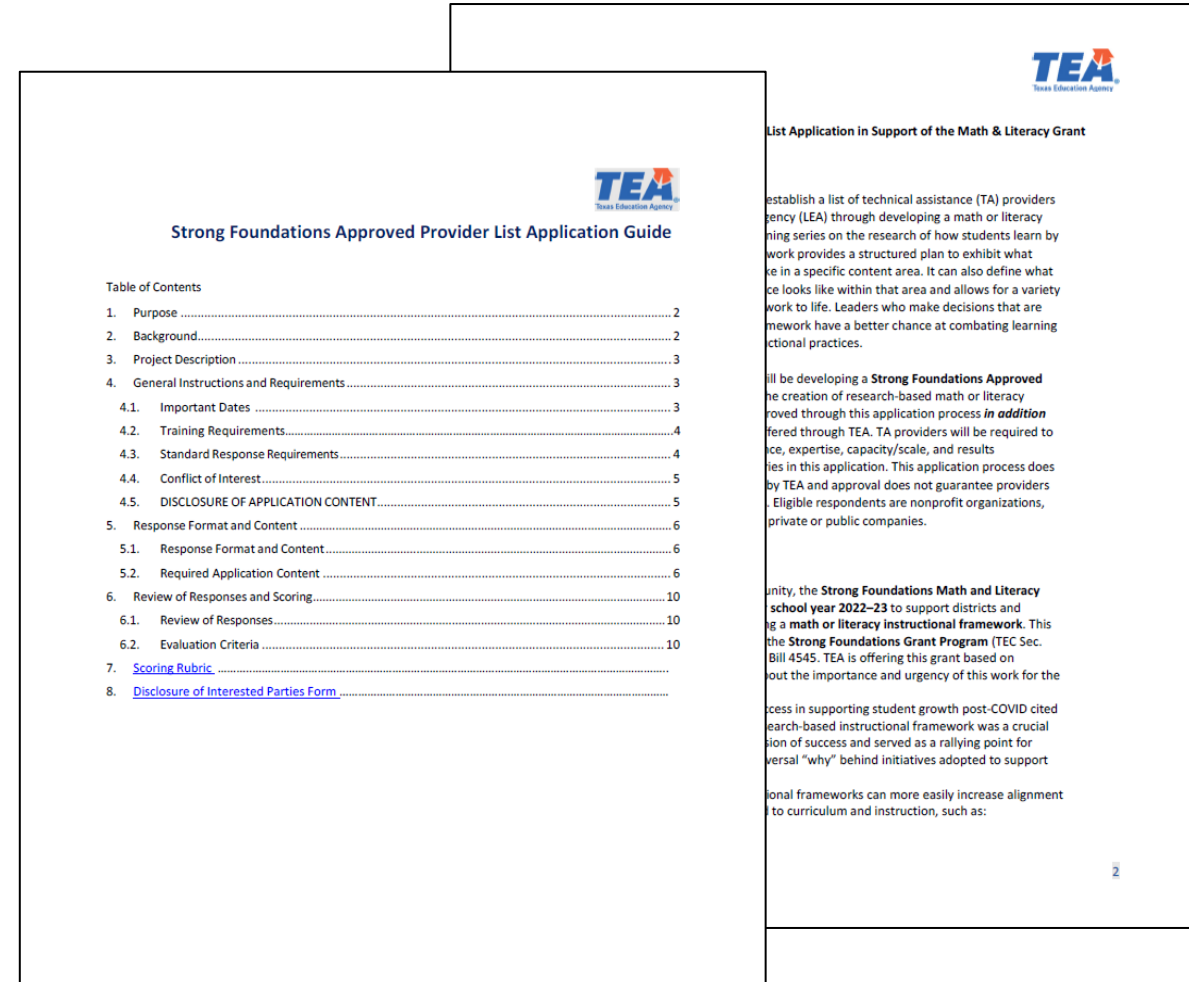 TEA
Texas Education Agency
Strong Foundations Approved Provider List Application Guide
Table of Contents
1. Purpose 2
2. Background 2
3. Project Description 3
4. General Instructions and Requirements 3
4.1. Important Dates 3
4.2. Training Requirements 4
4.3. Standard Response Requirements 4
4.4. Conflict of Interest 5
4.5. DISCLOSURE OF APPLICATION CONTENT 5
5. Response Format and Content 6
5.1. Response Format and Content 6
5.2. Required Application Content 6
6. Review of Responses and Scoring 10
6.1. Review of Responses 10
6.2. Evaluation Criteria 10
7. Scoring Rubric
8. Disclosure of Interested Parties Form
TEA
Texas Education Agency
List Application in Support of the Math & Literacy Grant
establish a list of technical assistance (TA) providers
gency (LEA) through developing a math or literacy
ning series on the research of how students learn by
work provides a structured plan to exhibit what
ke in a specific content area. It can also define what
ce looks like within that area and allows for a variety
work to life. Leaders who make decisions that are
mework have a better chance at combating learning
ctional practices.
ill be developing a Strong Foundations Approved
he creation of research-based math or literacy
roved through this application process in addition
fered through TEA. TA providers will be required to
nce, expertise, capacity/scale, and results
ies in this application. This application process does
by TEA and approval does not guarantee providers
. Eligible respondents are nonprofit organizations,
private or public companies.
unity, the Strong Foundations Math and Literacy
school year 2022–23 to support districts and
ng a math or literacy instructional framework. This
the Strong Foundations Grant Program (TEC Sec.
Bill 4545. TEA is offering this grant based on
out the importance and urgency of this work for the
cess in supporting student growth post-COVID cited
earch-based instructional framework was a crucial
sion of success and served as a rallying point for
versal “why” behind initiatives adopted to support
ional frameworks can more easily increase alignment
to curriculum and instruction, such as:
2